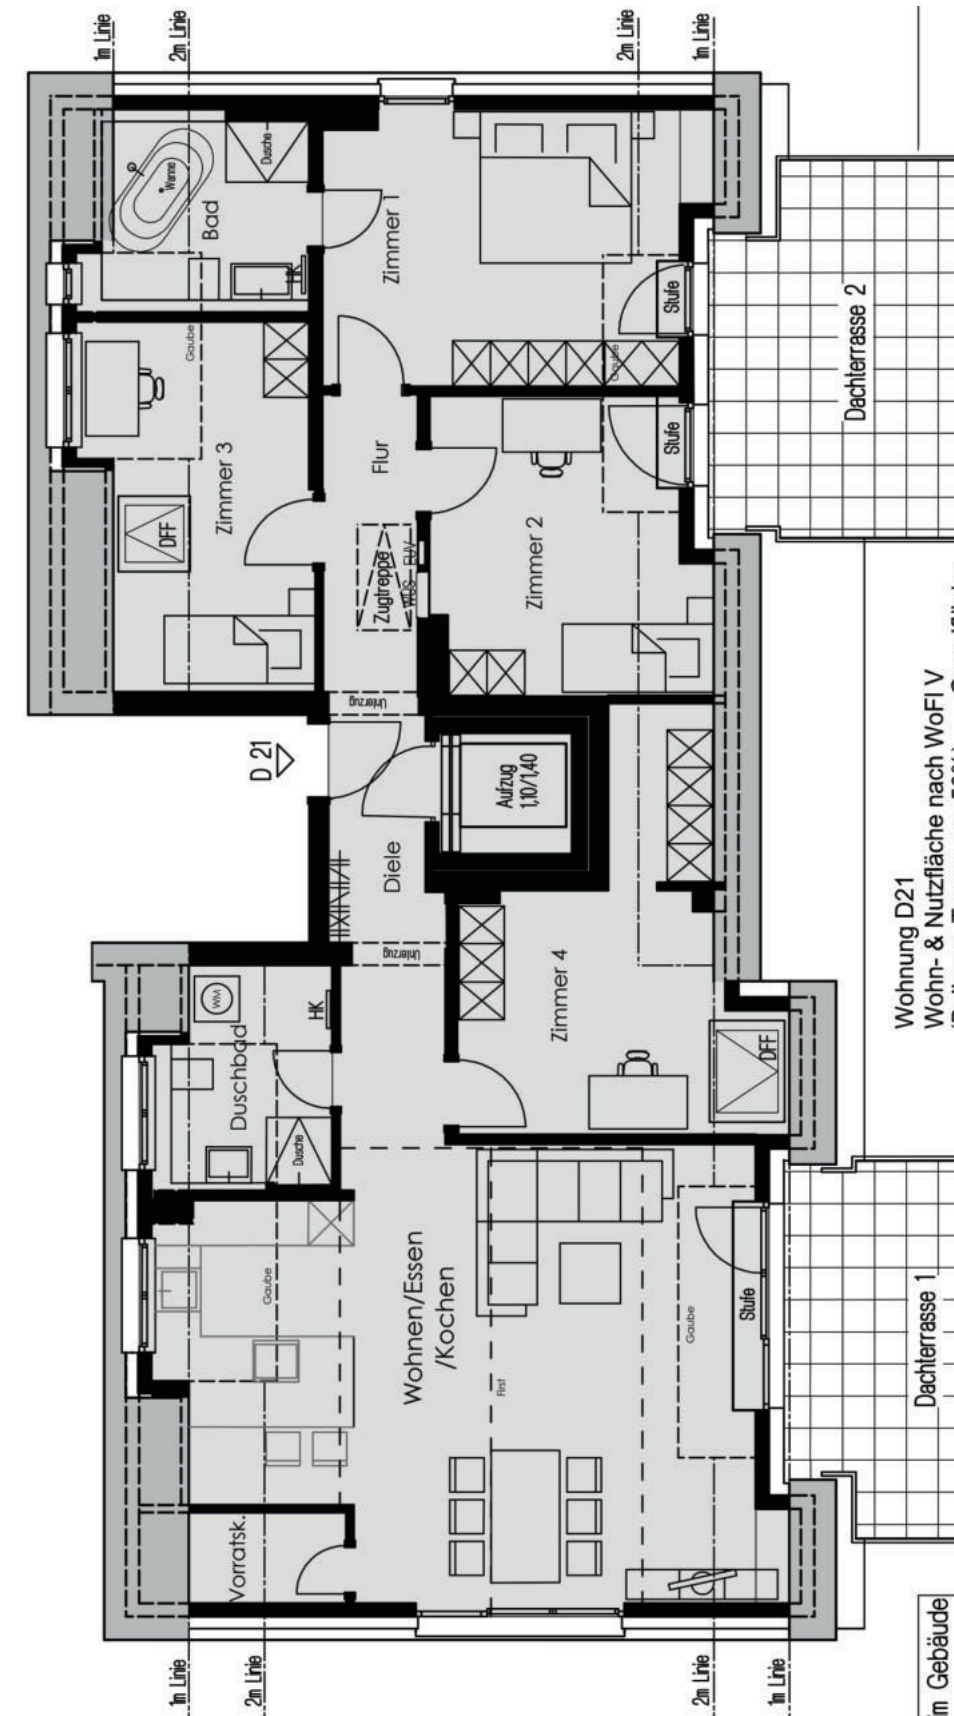 1m Linie
2m Linie
2m Linie
1m Linie
Wanne
Dusche
Bad
HK
Zimmer 1
Gaube
Gaube
Stufe
Dachterrasse 2
Stufe
Zimmer 3
DFF
Flur
Zugtreppe
WUS
EUV
Zimmer 2
Unterzug
D 21
Aufzug
1,10/1,40
Diele
Unterzug
Zimmer 4
DFF
WM
HK
Duschbad
Dusche
Wohnung D21
Wohn- & Nutzfläche nach WoFl V
Gaube
Wohnen/Essen
/Kochen
First
Gaube
Stufe
Dachterrasse 1
Vorratsk.
1m Linie
2m Linie
2m Linie
1m Linie
m Gebäude